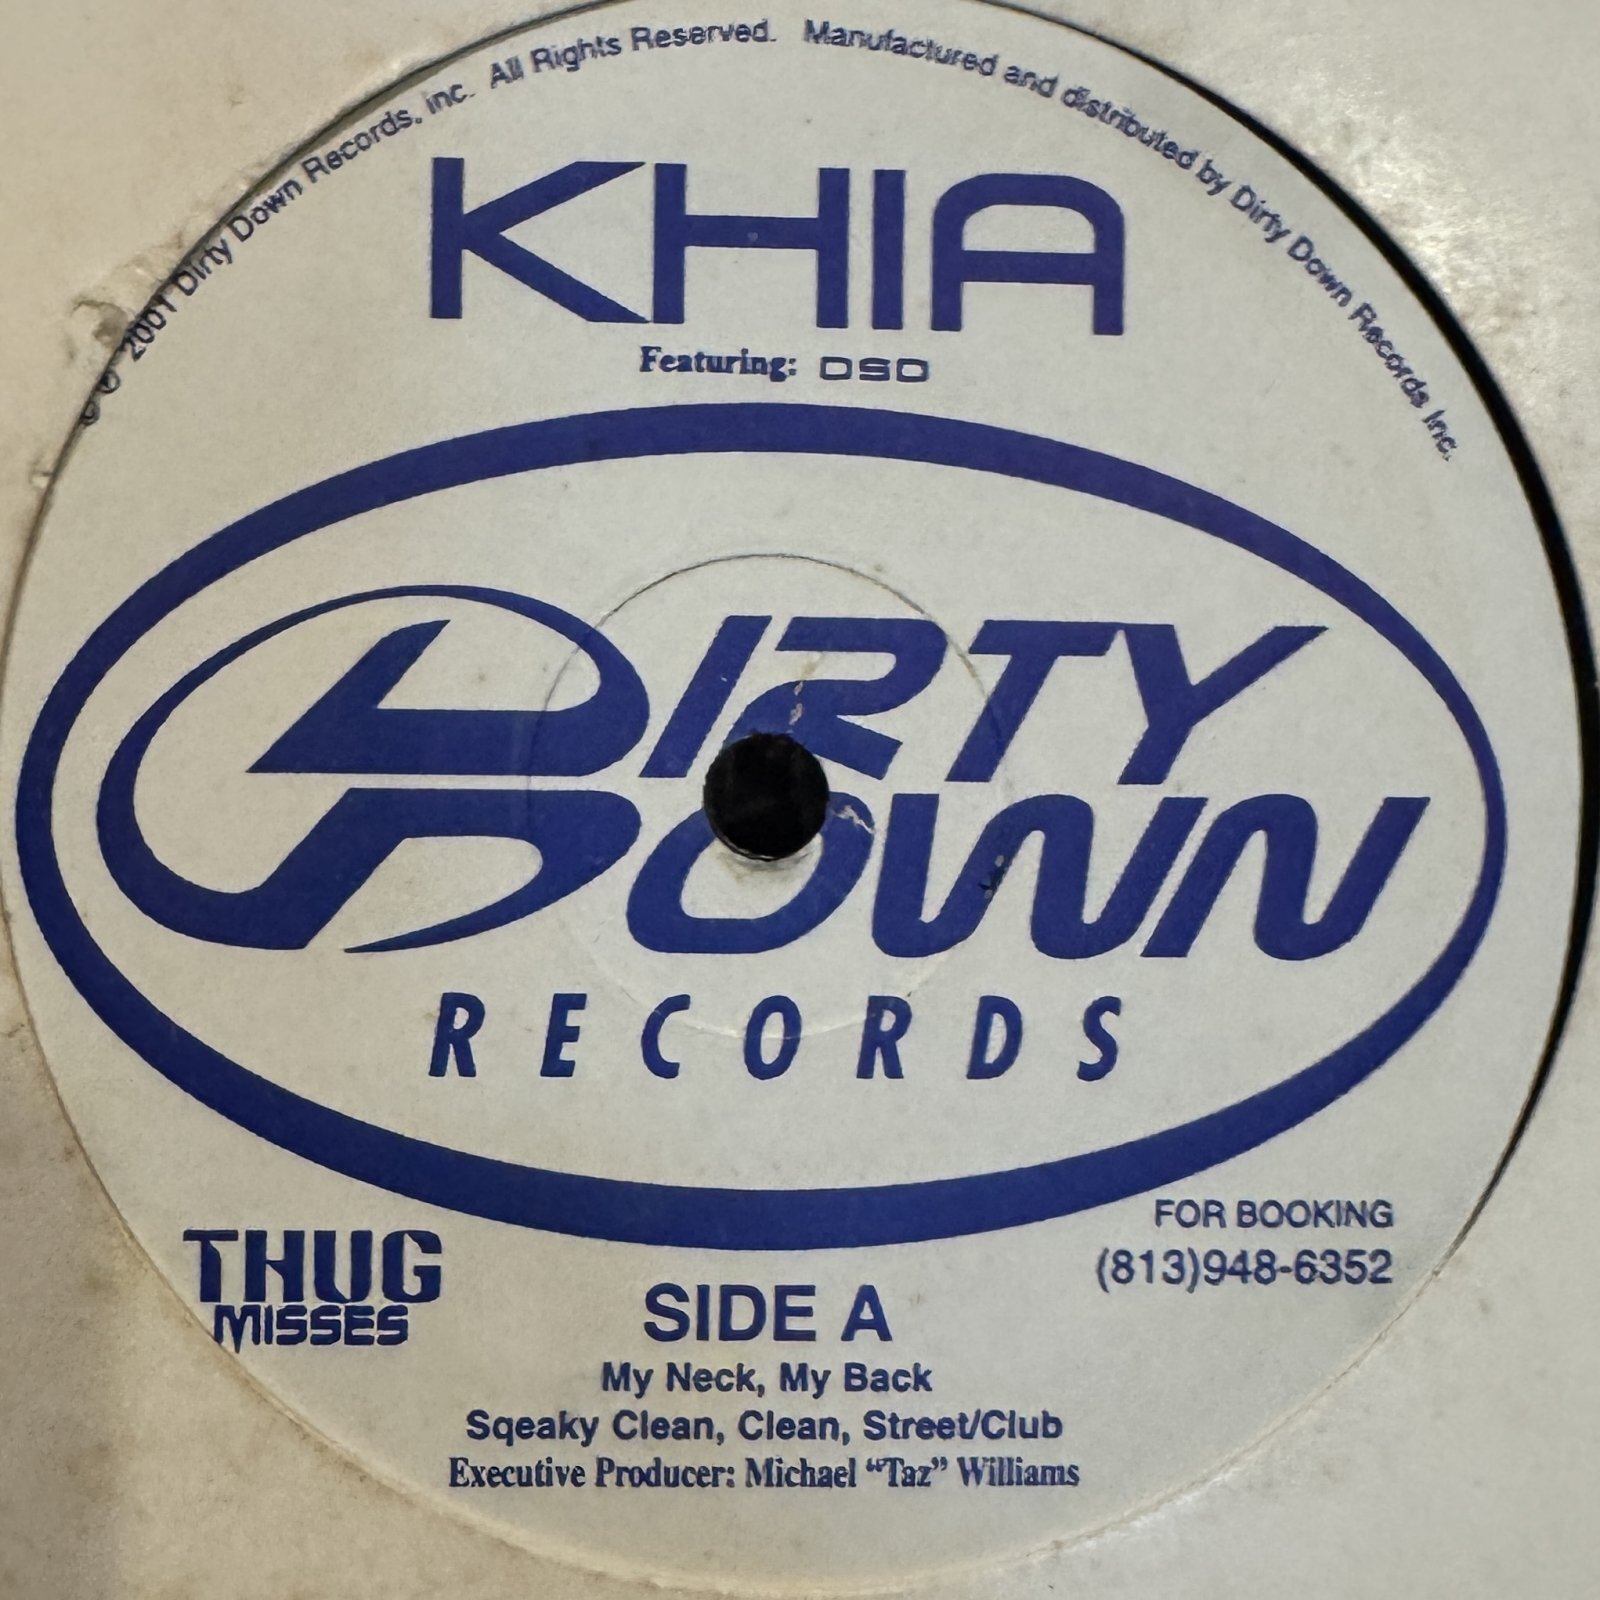 ℗ © 2001 Dirty Down Records, Inc. All Rights Reserved. Manufactured and distributed by Dirty Down Records Inc.
KHIA
Featuring: DSD
DIRTY
DOWN
RECORDS
FOR BOOKING
(813)948-6352
THUG
MISSES
SIDE A
My Neck, My Back
Sqeaky Clean, Clean, Street/Club
Executive Producer: Michael “Taz” Williams